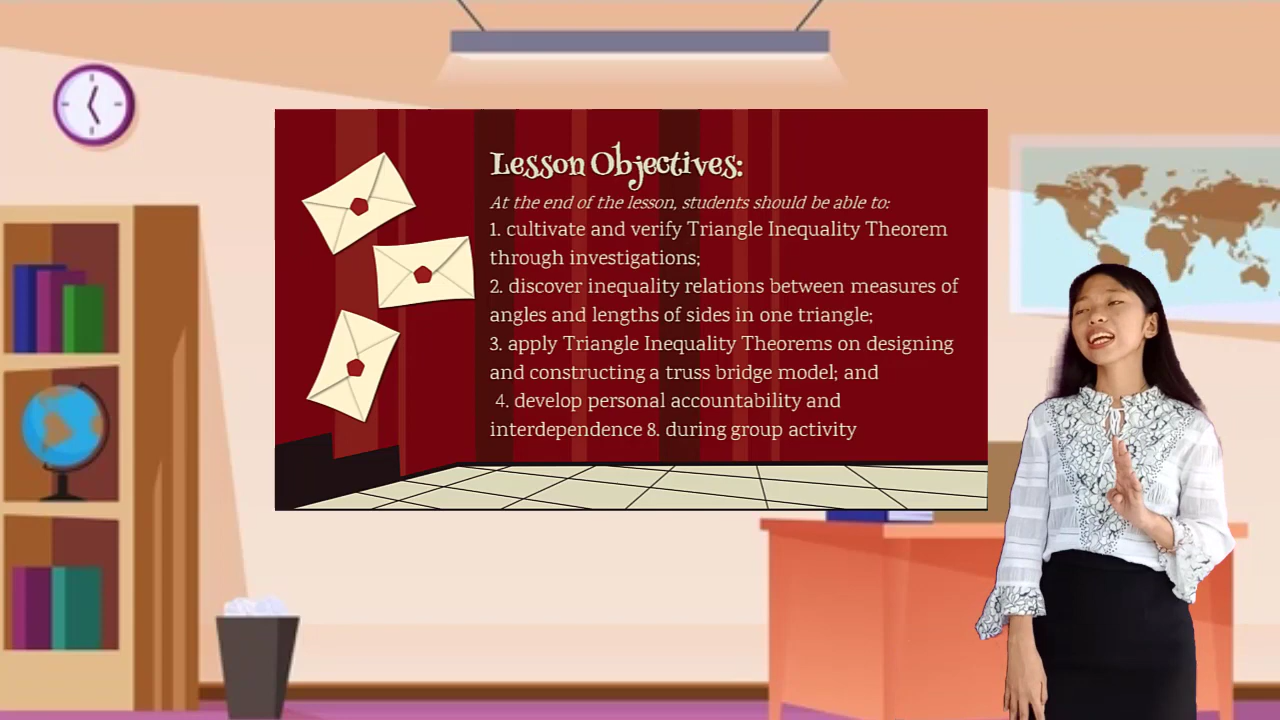 Lesson Objectives:
At the end of the lesson, students should be able to:
1. cultivate and verify Triangle Inequality Theorem
through investigations;
2. discover inequality relations between measures of
angles and lengths of sides in one triangle;
3. apply Triangle Inequality Theorems on designing
and constructing a truss bridge model; and
4. develop personal accountability and
interdependence 8. during group activity